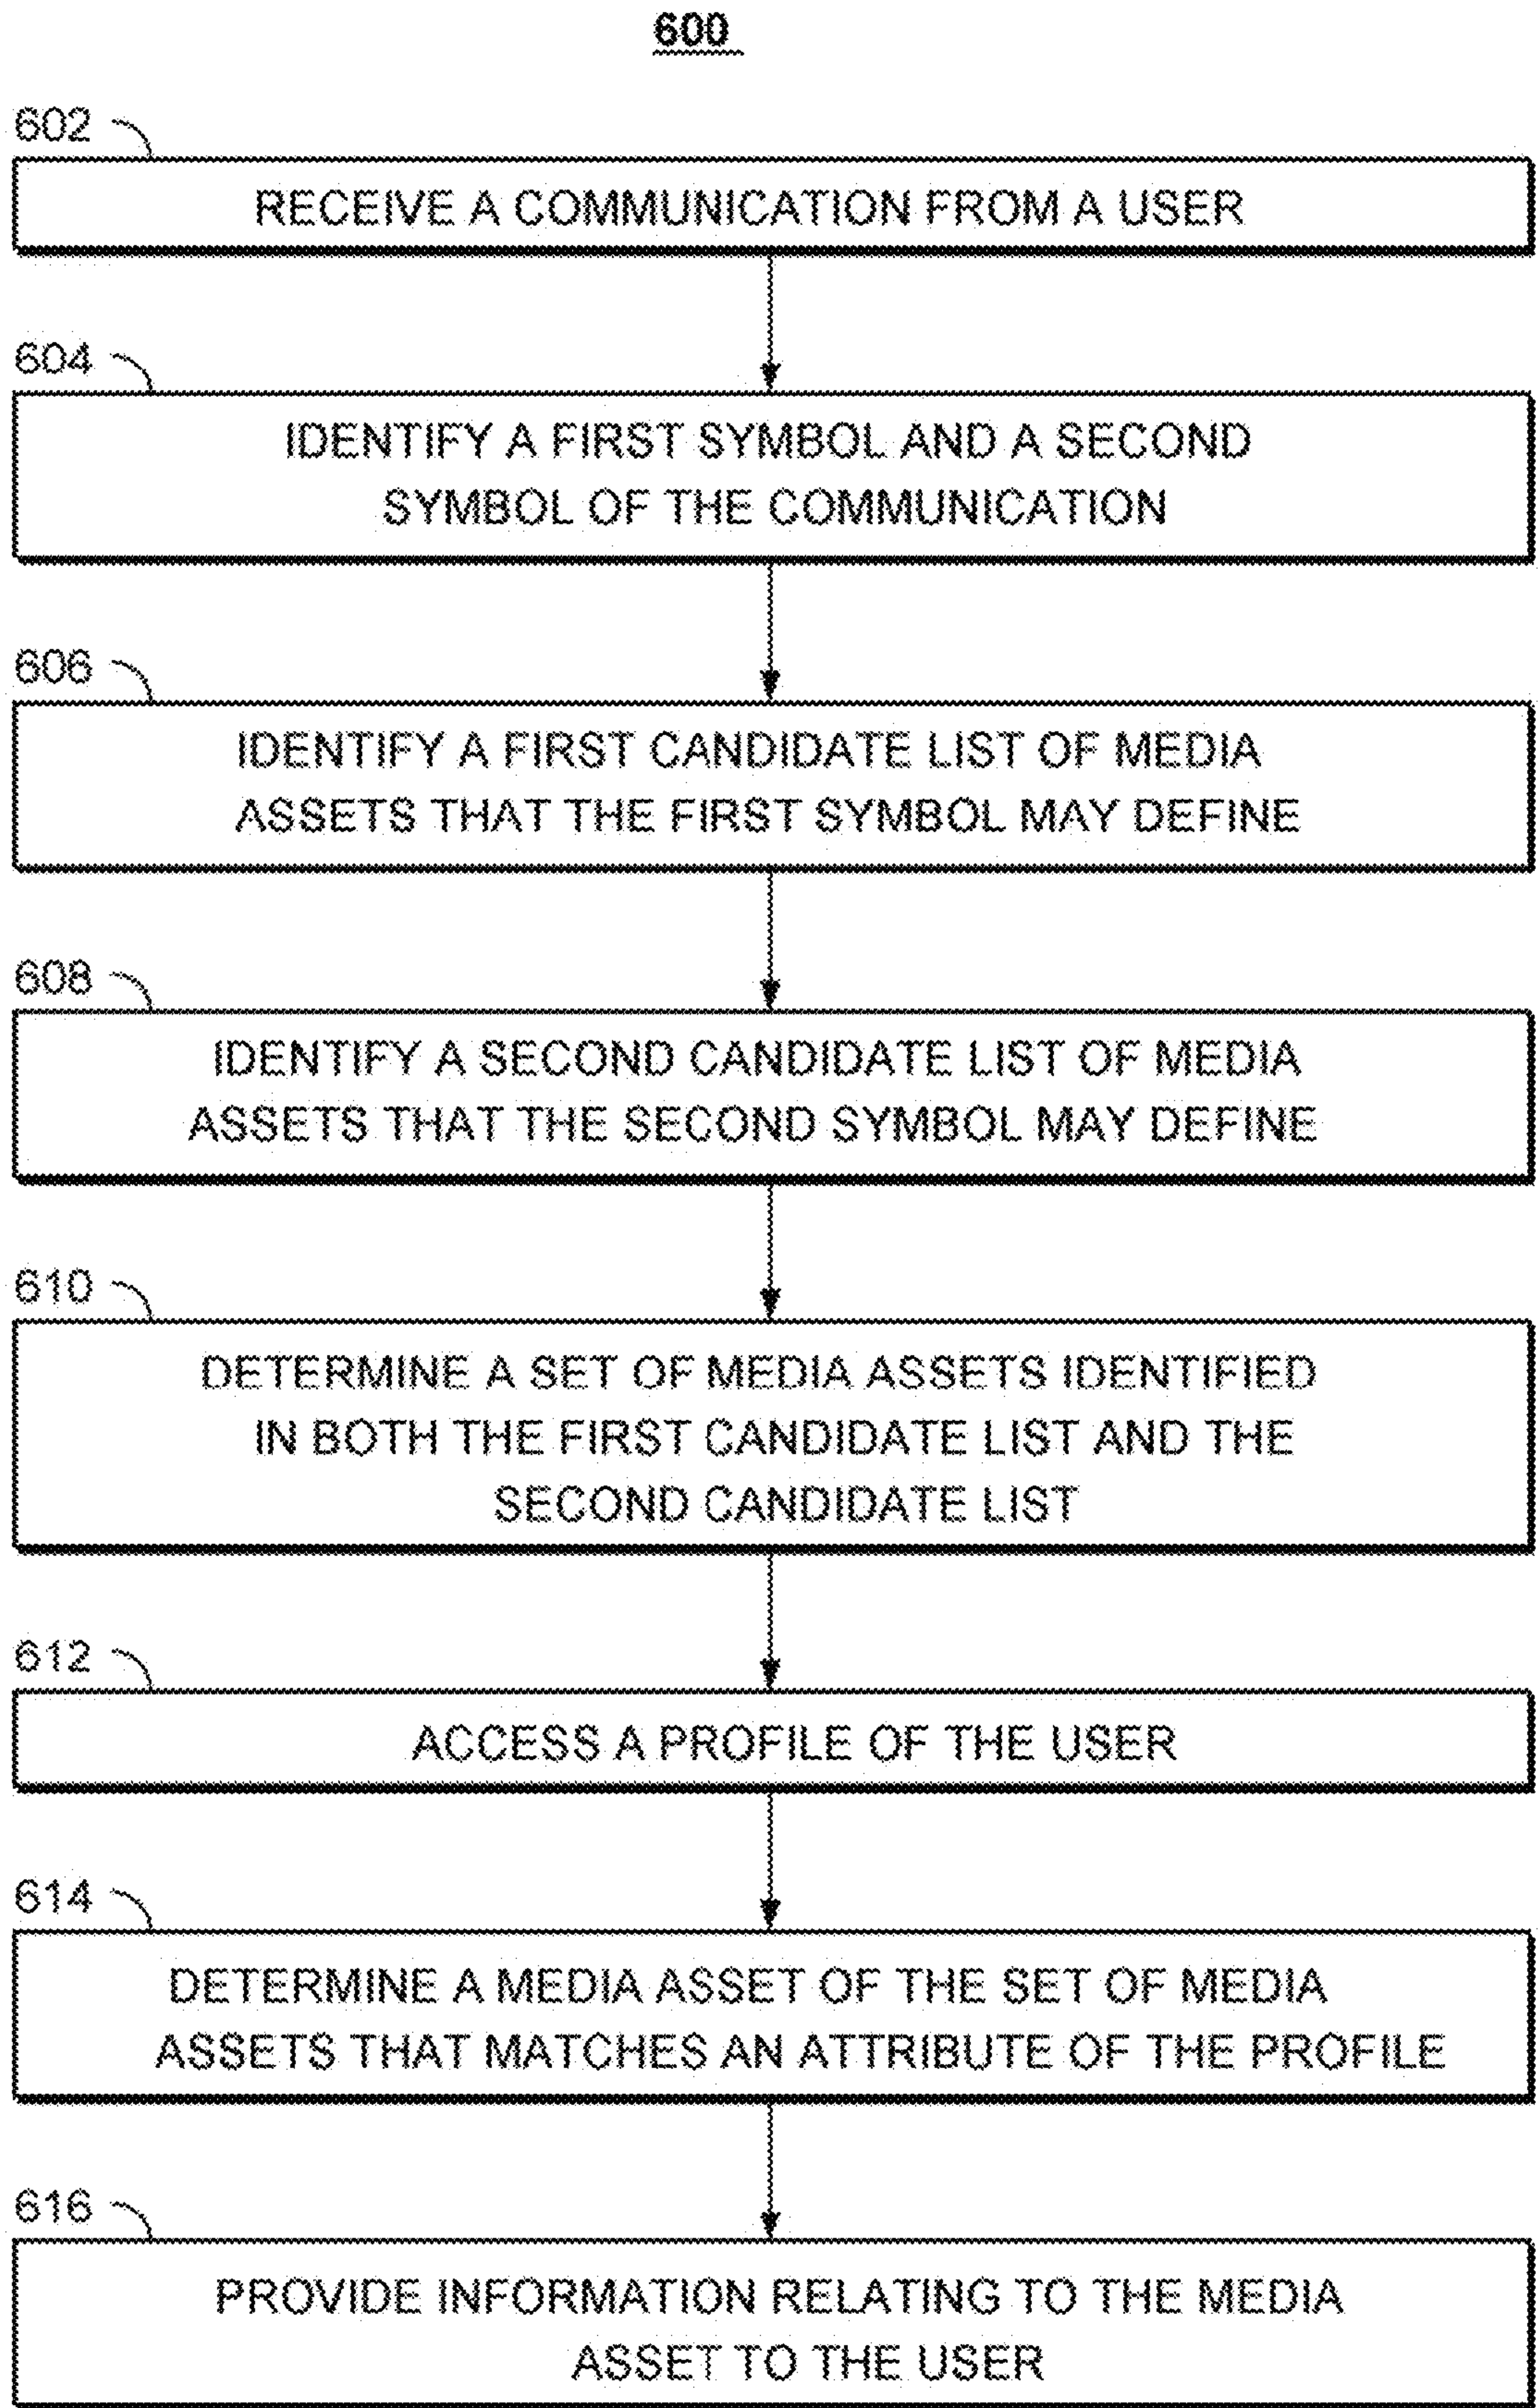 600
602
RECEIVE A COMMUNICATION FROM A USER
604
IDENTIFY A FIRST SYMBOL AND A SECOND
SYMBOL OF THE COMMUNICATION
606
IDENTIFY A FIRST CANDIDATE LIST OF MEDIA
ASSETS THAT THE FIRST SYMBOL MAY DEFINE
608
IDENTIFY A SECOND CANDIDATE LIST OF MEDIA
ASSETS THAT THE SECOND SYMBOL MAY DEFINE
610
DETERMINE A SET OF MEDIA ASSETS IDENTIFIED
IN BOTH THE FIRST CANDIDATE LIST AND THE
SECOND CANDIDATE LIST
612
ACCESS A PROFILE OF THE USER
614
DETERMINE A MEDIA ASSET OF THE SET OF MEDIA
ASSETS THAT MATCHES AN ATTRIBUTE OF THE PROFILE
616
PROVIDE INFORMATION RELATING TO THE MEDIA
ASSET TO THE USER